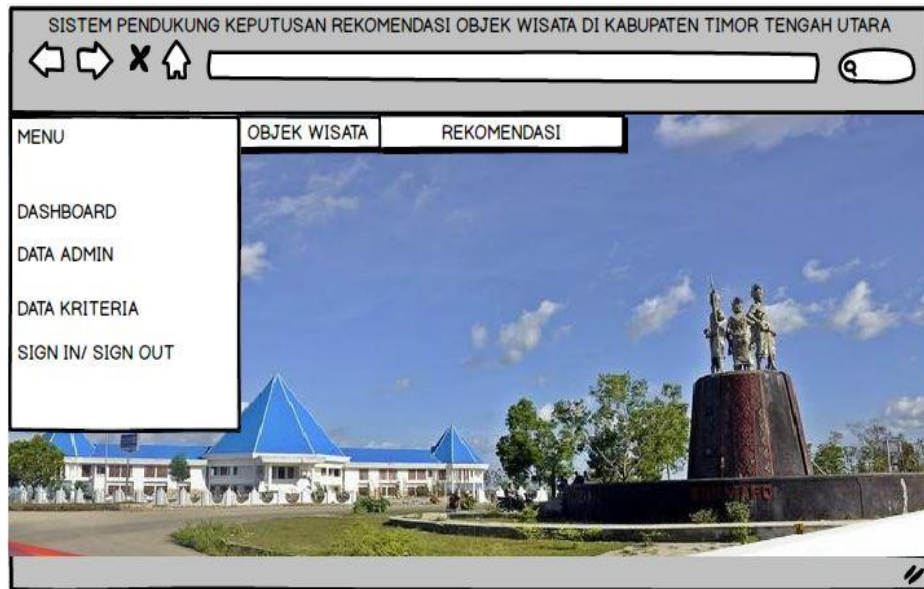 SISTEM PENDUKUNG KEPUTUSAN REKOMENDASI OBJEK WISATA DI KABUPATEN TIMOR TENGAH UTARA
MENU
OBJEK WISATA
REKOMENDASI
DASHBOARD
DATA ADMIN
DATA KRITERIA
SIGN IN/ SIGN OUT